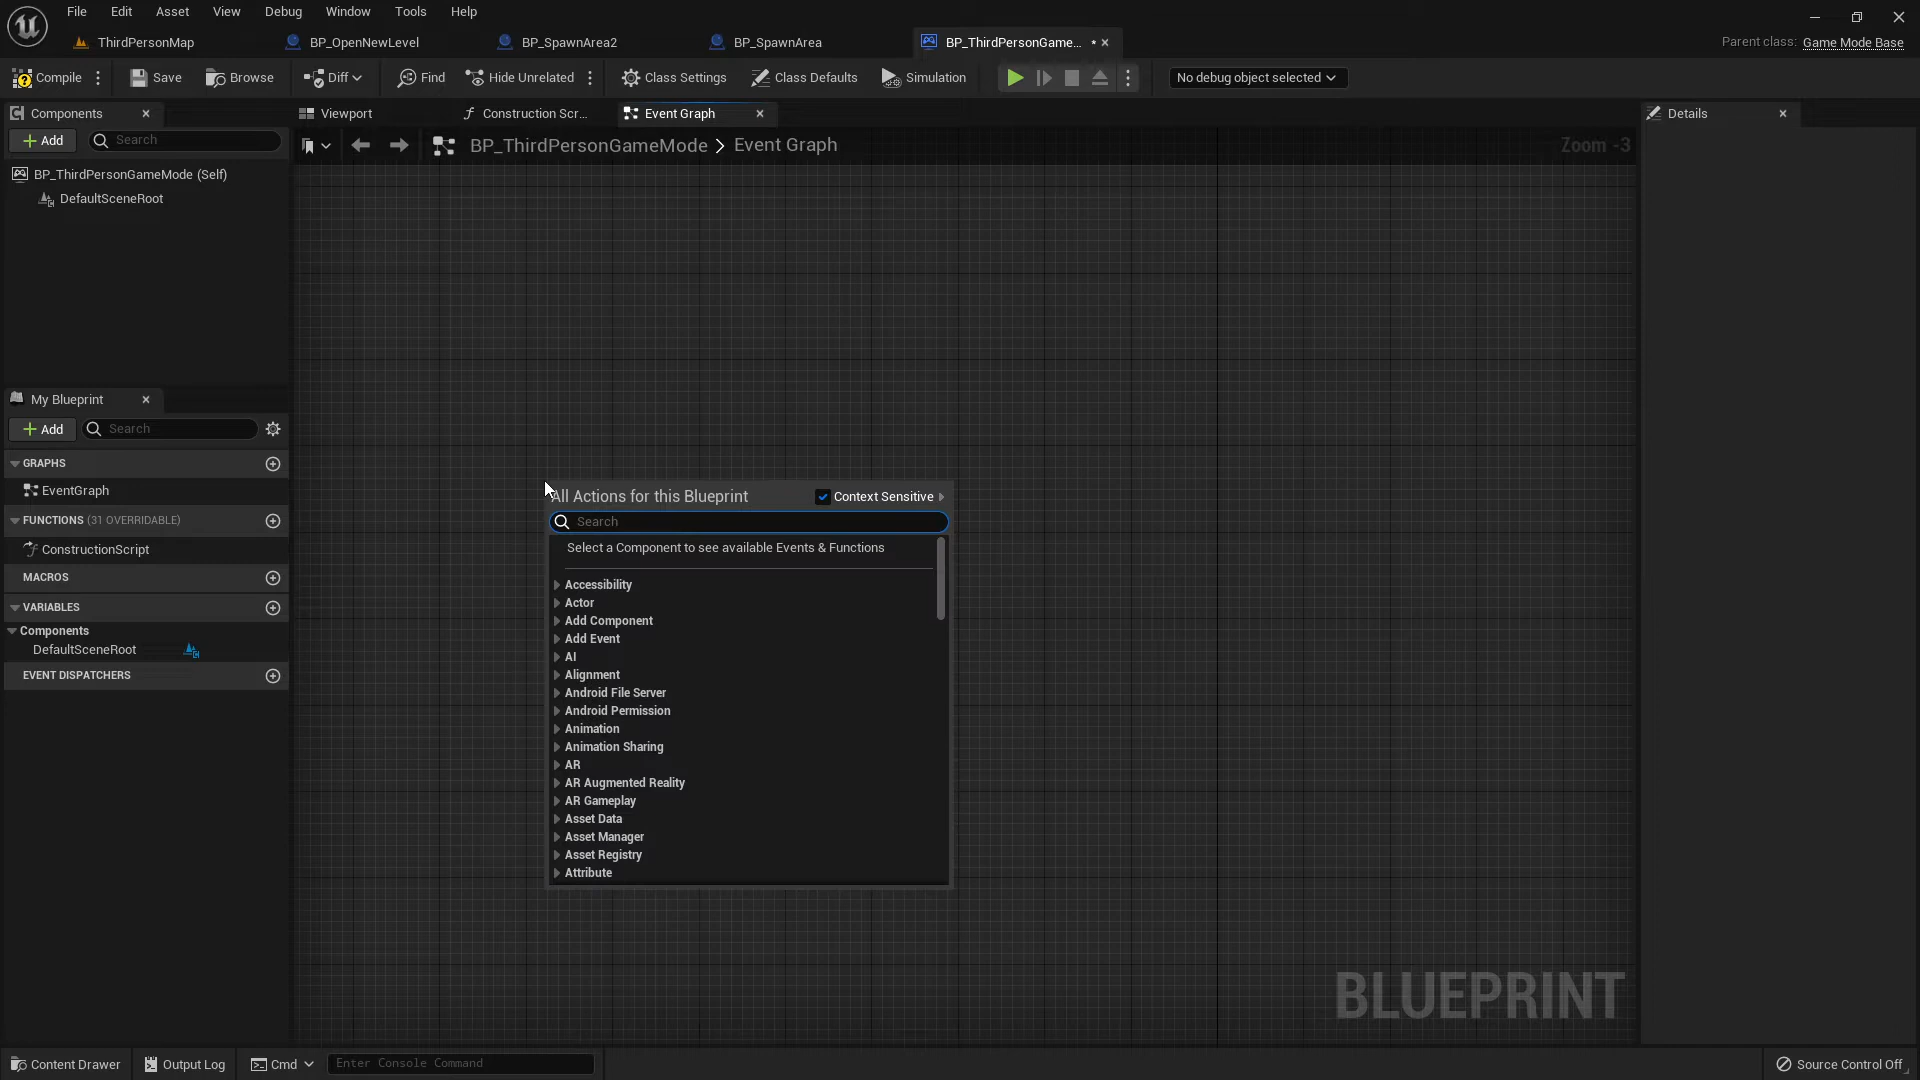 File Edit Asset View Debug Window Tools Help
ThirdPersonMap BP_OpenNewLevel BP_SpawnArea2 BP_SpawnArea BP_ThirdPersonGame... Parent class: Game Mode Base
Compile Save Browse Diff Find Hide Unrelated Class Settings Class Defaults Simulation No debug object selected
Components Viewport Construction Scr... Event Graph Details
Add Search BP_ThirdPersonGameMode > Event Graph Zoom -3
BP_ThirdPersonGameMode (Self)
DefaultSceneRoot
My Blueprint
Add Search
GRAPHS
EventGraph
FUNCTIONS (31 OVERRIDABLE)
ConstructionScript
MACROS
VARIABLES
Components
DefaultSceneRoot
EVENT DISPATCHERS
All Actions for this Blueprint Context Sensitive
Search
Select a Component to see available Events & Functions
Accessibility
Actor
Add Component
Add Event
AI
Alignment
Android File Server
Android Permission
Animation
Animation Sharing
AR
AR Augmented Reality
AR Gameplay
Asset Data
Asset Manager
Asset Registry
Attribute
BLUEPRINT
Content Drawer Output Log Cmd Enter Console Command Source Control Off